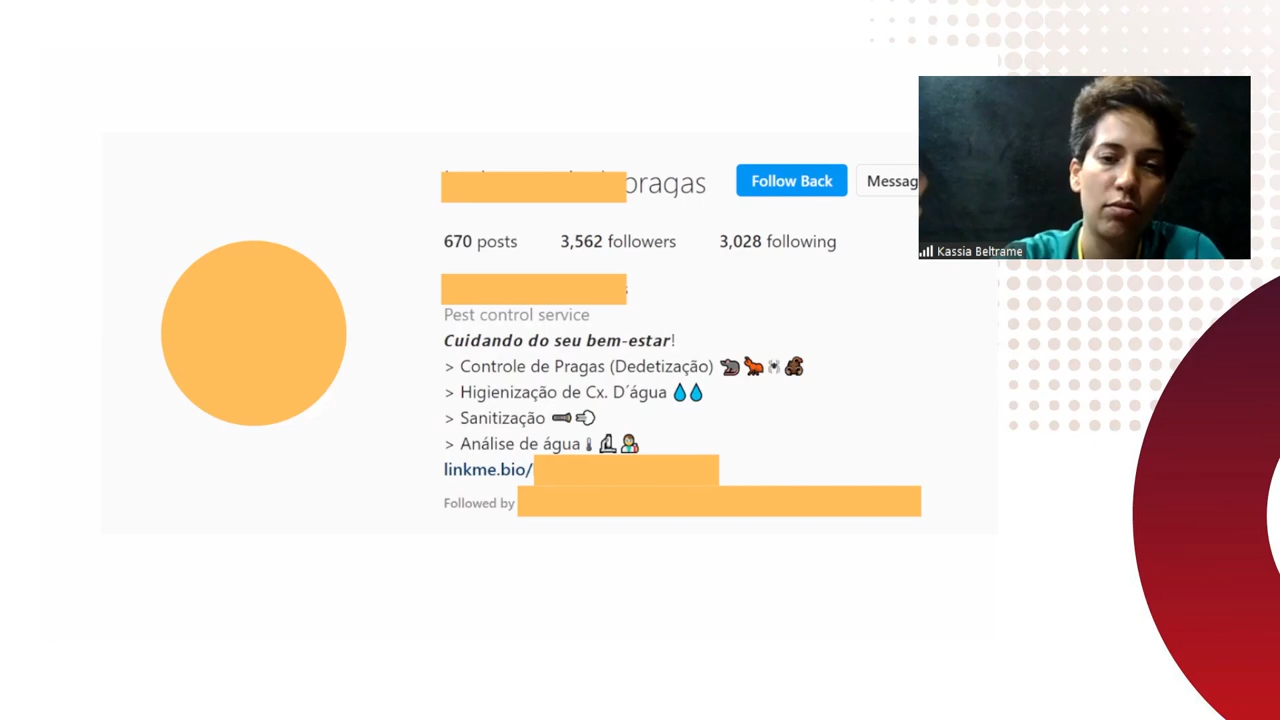 pragas
Follow Back
Messag
670 posts
3,562 followers
3,028 following
Pest control service
Cuidando do seu bem-estar!
> Controle de Pragas (Dedetização)
> Higienização de Cx. D´água
> Sanitização
> Análise de água
linkme.bio/
Followed by
Kassia Beltrame